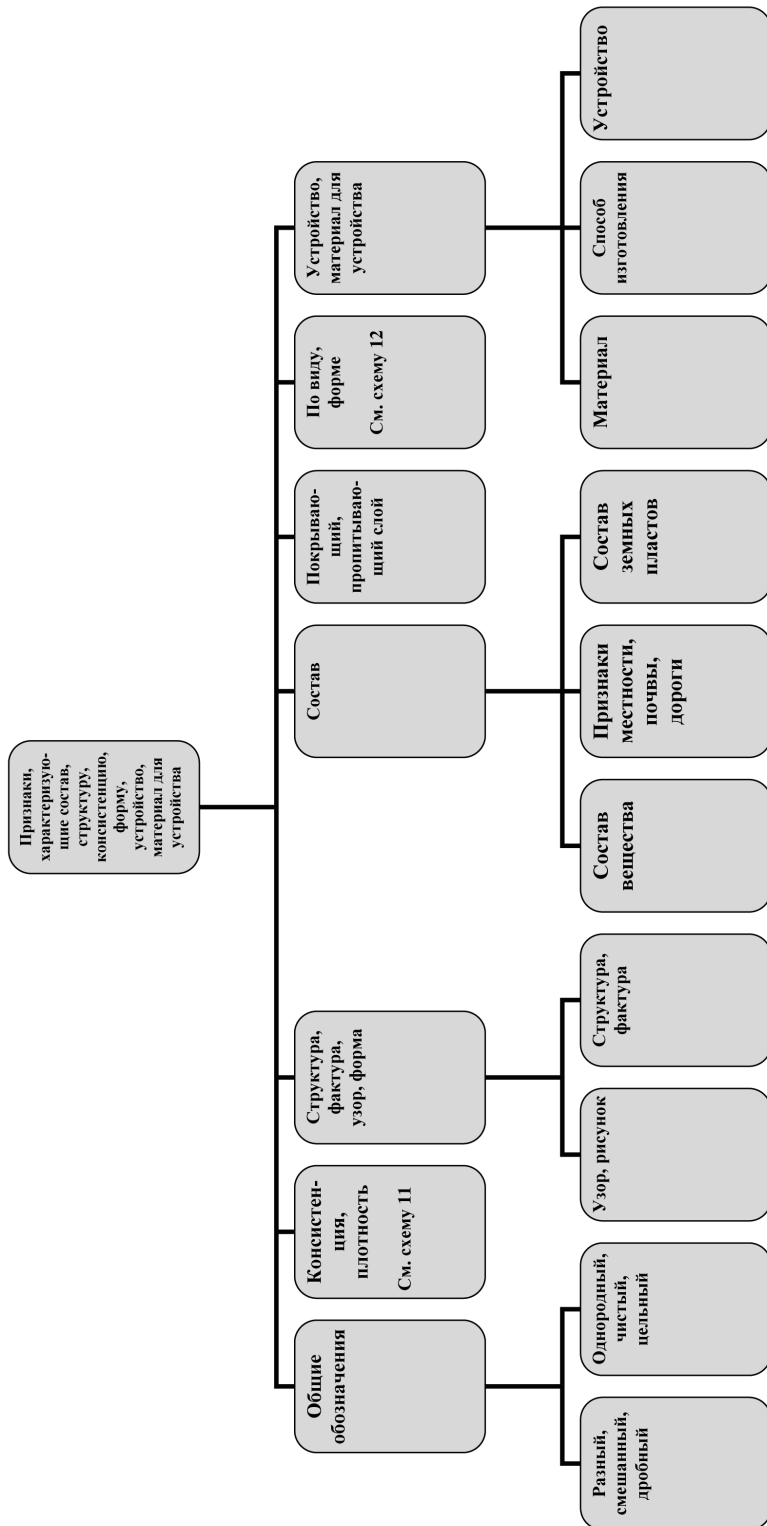 Признаки,
характеризую-
щие состав,
структуру,
консистенцию,
форму,
устройство,
материал для
устройства
Общие
обозначения
Консистен-
ция,
плотность
См. схему 11
Структура,
фактура,
узор, форма
Состав
Покрываю-
щий,
пропитываю-
щий слой
По виду,
форме
См. схему 12
Устройство,
материал для
устройства
Разный,
смешанный,
дробный
Однородный,
чистый,
цельный
Узор, рисунок
Структура,
фактура
Состав
вещества
Признаки
местности,
почвы,
дороги
Состав
земных
пластов
Материал
Способ
изготовления
Устройство